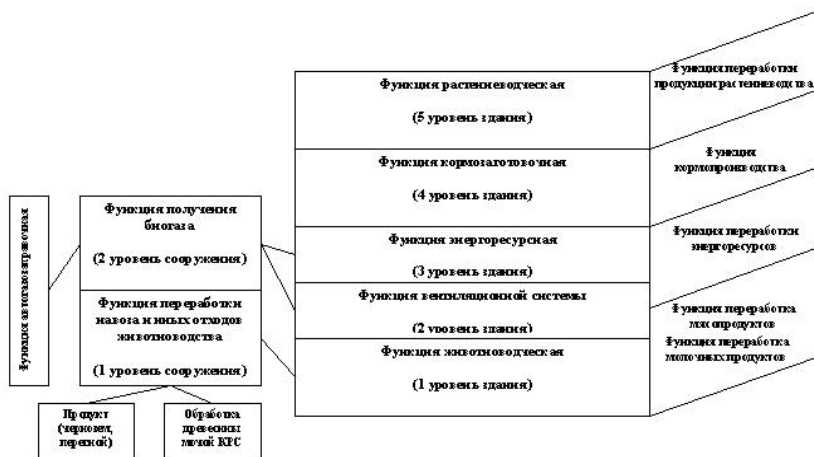 Функция автогазозаправочная
Функция получения
биогаза
(2 уровень сооружения)
Функция переработки
навоза и иных отходов
животноводства
(1 уровень сооружения)
Продукт
(чернозем,
перегной)
Обработка
древесины
мочой КРС
Функция растениеводческая
(5 уровень здания)
Функция кормозаготовочная
(4 уровень здания)
Функция энергоресурсная
(3 уровень здания)
Функция вентиляционной системы
(2 уровень здания)
Функция животноводческая
(1 уровень здания)
Функция переработки
продукции растениеводства
Функция
кормопроизводства
Функция переработки
энергоресурсов
Функция переработка
мясопродуктов
Функция переработка
молочных продуктов